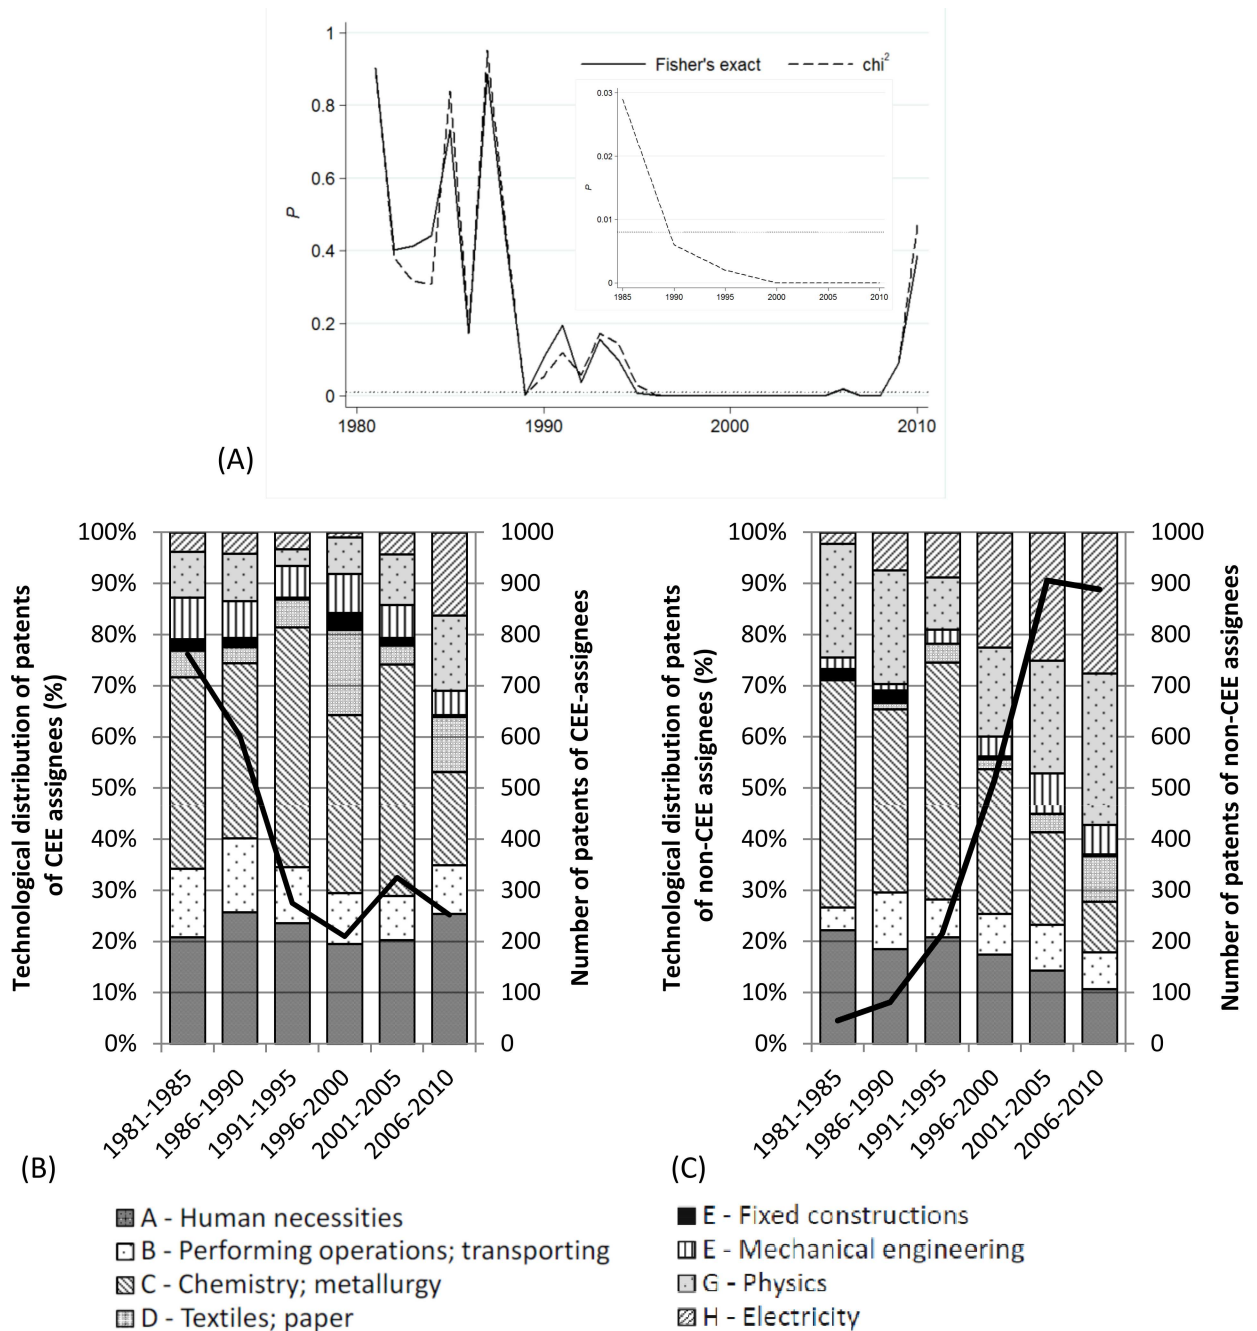 1
Fisher's exact
chi2
0.03
0.8
0.02
0.6
P
P
0.4
0.01
0
1985 1990 1995 2000 2005 2010
0.2
0
1980 1990 2000 2010
(A)
100% 1000 100% 1000
90% 900 90% 900
80% 800 80% 800
70% 700 70% 700
60% 600 60% 600
50% 500 50% 500
40% 400 40% 400
30% 300 30% 300
20% 200 20% 200
10% 100 10% 100
0% 0 0% 0
Technological distribution of patents
of CEE assignees (%)
Number of patents of CEE-assignees
Technological distribution of patents
of non-CEE assignees (%)
Number of patents of non-CEE assignees
1981-1985 1986-1990 1991-1995 1996-2000 2001-2005 2006-2010
1981-1985 1986-1990 1991-1995 1996-2000 2001-2005 2006-2010
(B) (C)
A - Human necessities
B - Performing operations; transporting
C - Chemistry; metallurgy
D - Textiles; paper
E - Fixed constructions
E - Mechanical engineering
G - Physics
H - Electricity